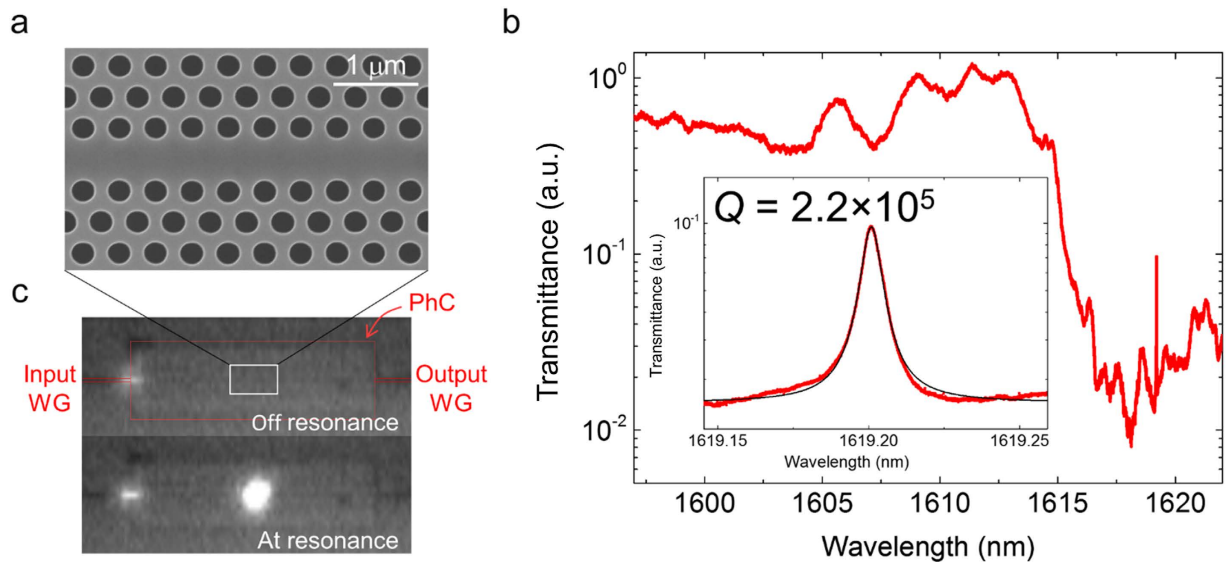 a
1 μm
c
PhC
Input
WG
Output
WG
Off resonance
At resonance
b
Transmittance (a.u.)
10⁰
10⁻¹
10⁻²
1600
1605
1610
1615
1620
Wavelength (nm)
Q = 2.2×10⁵
Transmittance (a.u.)
10⁻¹
1619.15
1619.20
1619.25
Wavelength (nm)